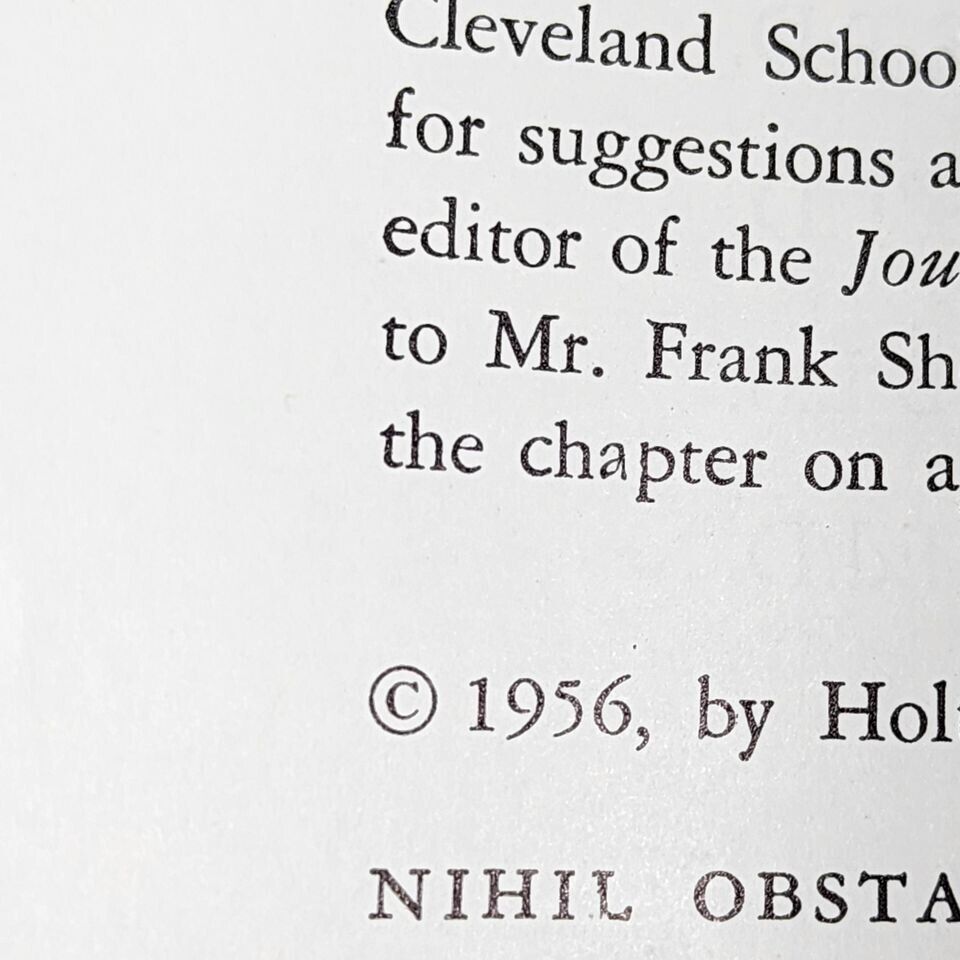 Cleveland Schoo
for suggestions a
editor of the Jou
to Mr. Frank Sh
the chapter on a
© 1956, by Hol
NIHIL OBSTA